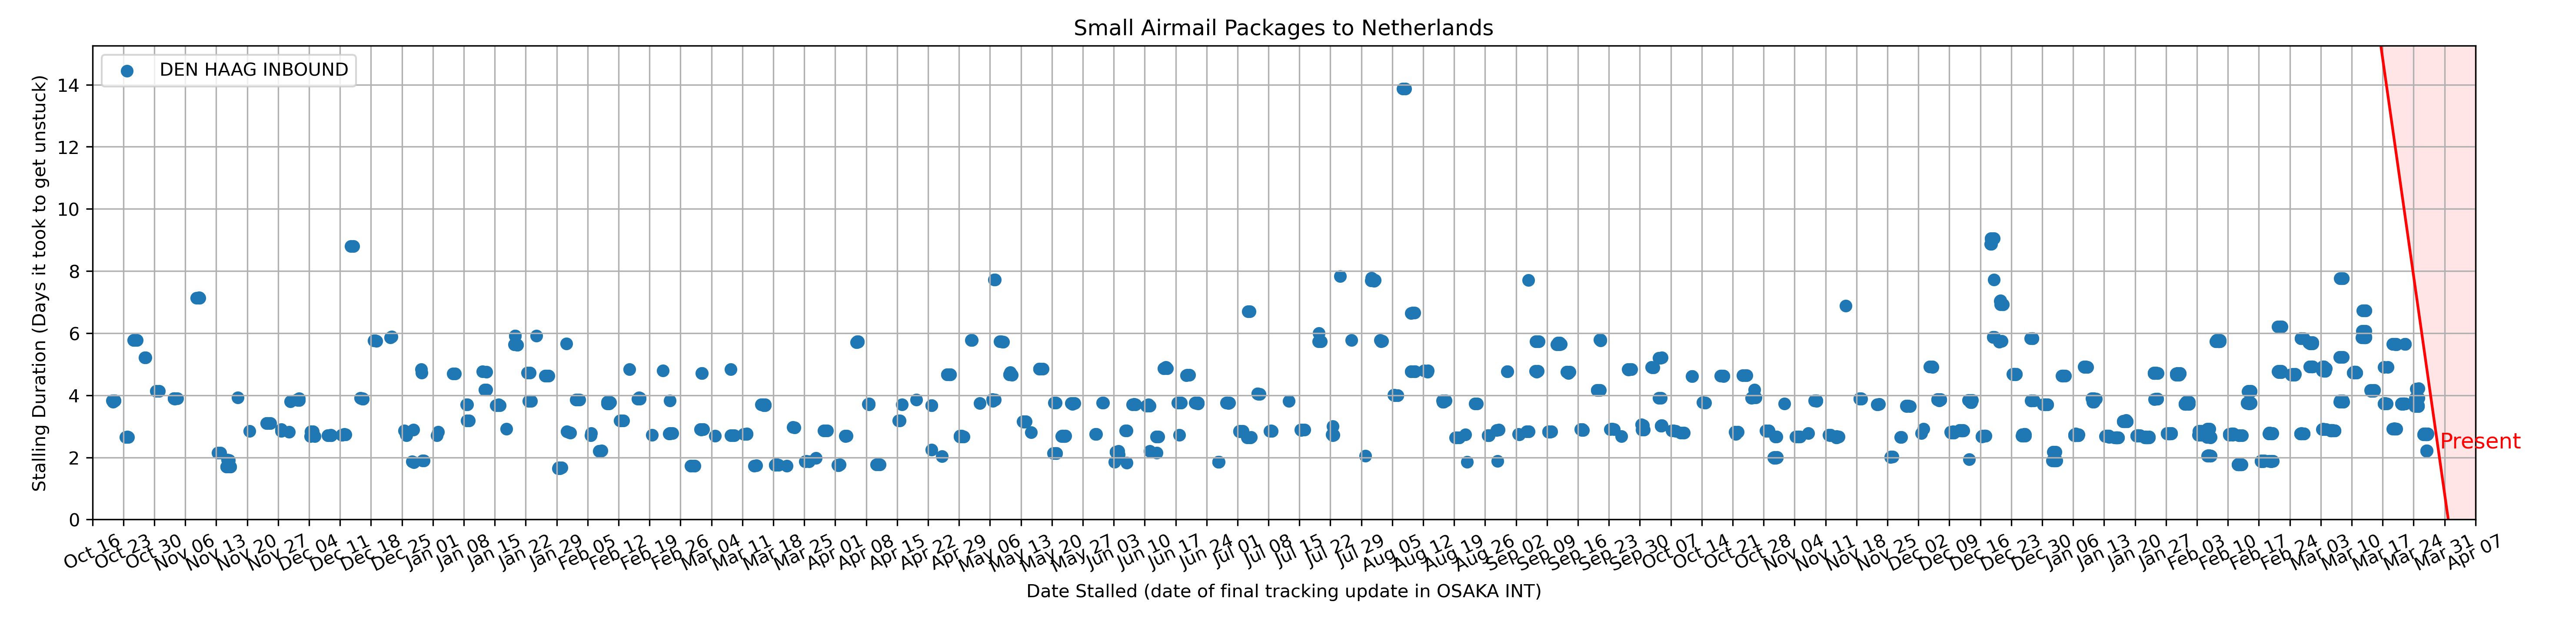 Small Airmail Packages to Netherlands
DEN HAAG INBOUND
Stalling Duration (Days it took to get unstuck)
14
12
10
8
6
4
2
0
Present
Oct 16
Oct 23
Oct 30
Nov 06
Nov 13
Nov 20
Nov 27
Dec 04
Dec 11
Dec 18
Dec 25
Jan 01
Jan 08
Jan 15
Jan 22
Jan 29
Feb 05
Feb 12
Feb 19
Feb 26
Mar 04
Mar 11
Mar 18
Mar 25
Apr 01
Apr 08
Apr 15
Apr 22
Apr 29
May 06
May 13
May 20
May 27
Jun 03
Jun 10
Jun 17
Jun 24
Jul 01
Jul 08
Jul 15
Jul 22
Jul 29
Aug 05
Aug 12
Aug 19
Aug 26
Sep 02
Sep 09
Sep 16
Sep 23
Sep 30
Oct 07
Oct 14
Oct 21
Oct 28
Nov 04
Nov 11
Nov 18
Nov 25
Dec 02
Dec 09
Dec 16
Dec 23
Dec 30
Jan 06
Jan 13
Jan 20
Jan 27
Feb 03
Feb 10
Feb 17
Feb 24
Mar 03
Mar 10
Mar 17
Mar 24
Mar 31
Apr 07
Date Stalled (date of final tracking update in OSAKA INT)